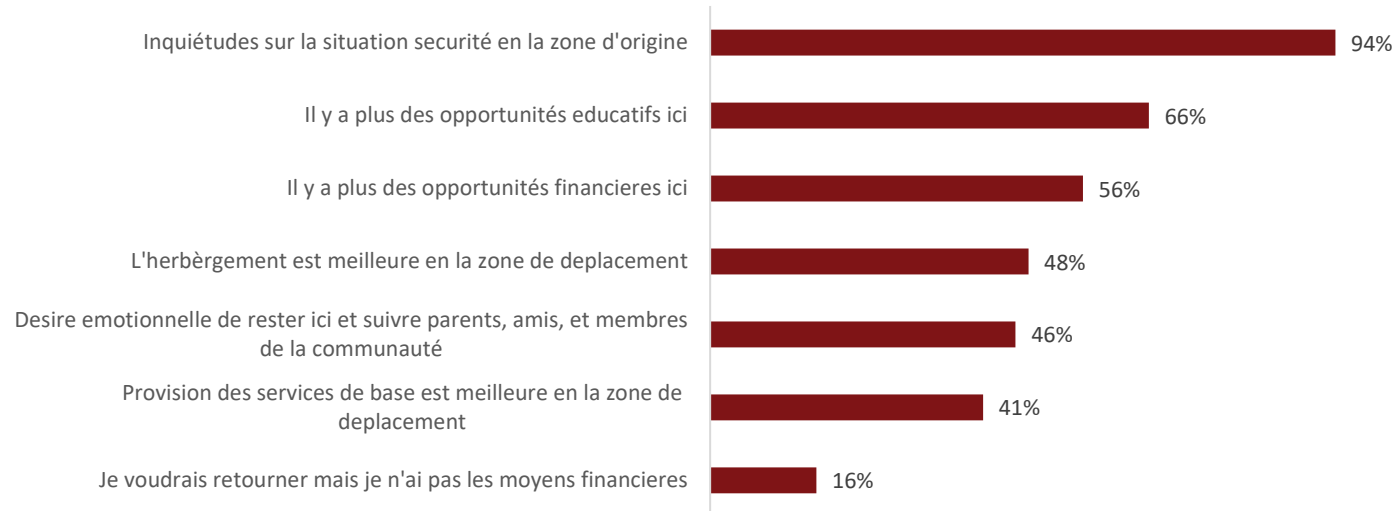 Inquiétudes sur la situation securité en la zone d'origine
94%
Il y a plus des opportunités educatifs ici
66%
Il y a plus des opportunités financieres ici
56%
L'herbèrgement est meilleure en la zone de deplacement
48%
Desire emotionnelle de rester ici et suivre parents, amis, et membres
de la communauté
46%
Provision des services de base est meilleure en la zone de
deplacement
41%
Je voudrais retourner mais je n'ai pas les moyens financieres
16%